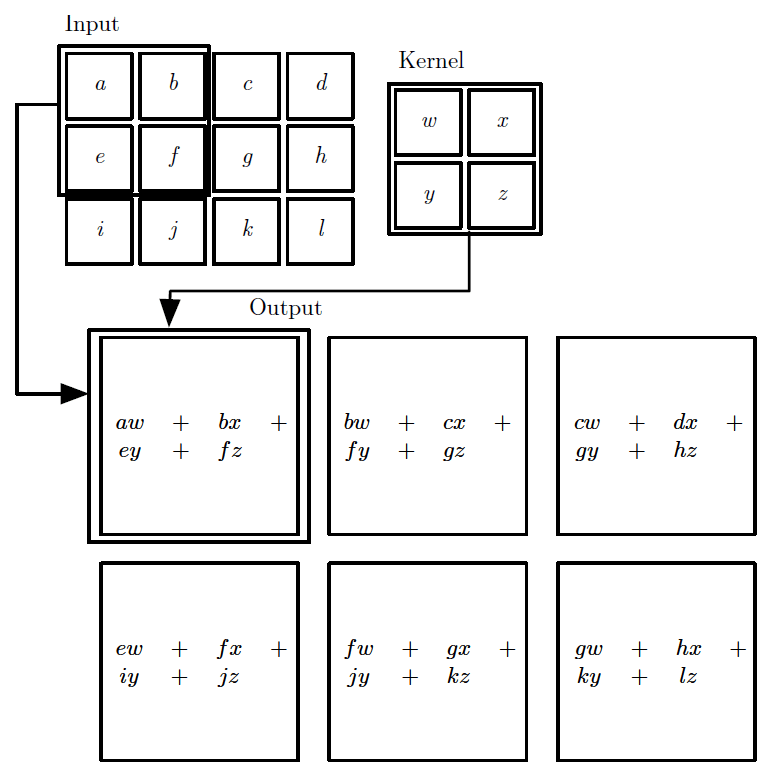 Input
Kernel
a b c d
w x
e f g h
y z
i j k l
Output
aw + bx + bw + cx + cw + dx +
ey + fz fy + gz gy + hz
ew + fx + fw + gx + gw + hx +
iy + jz jy + kz ky + lz